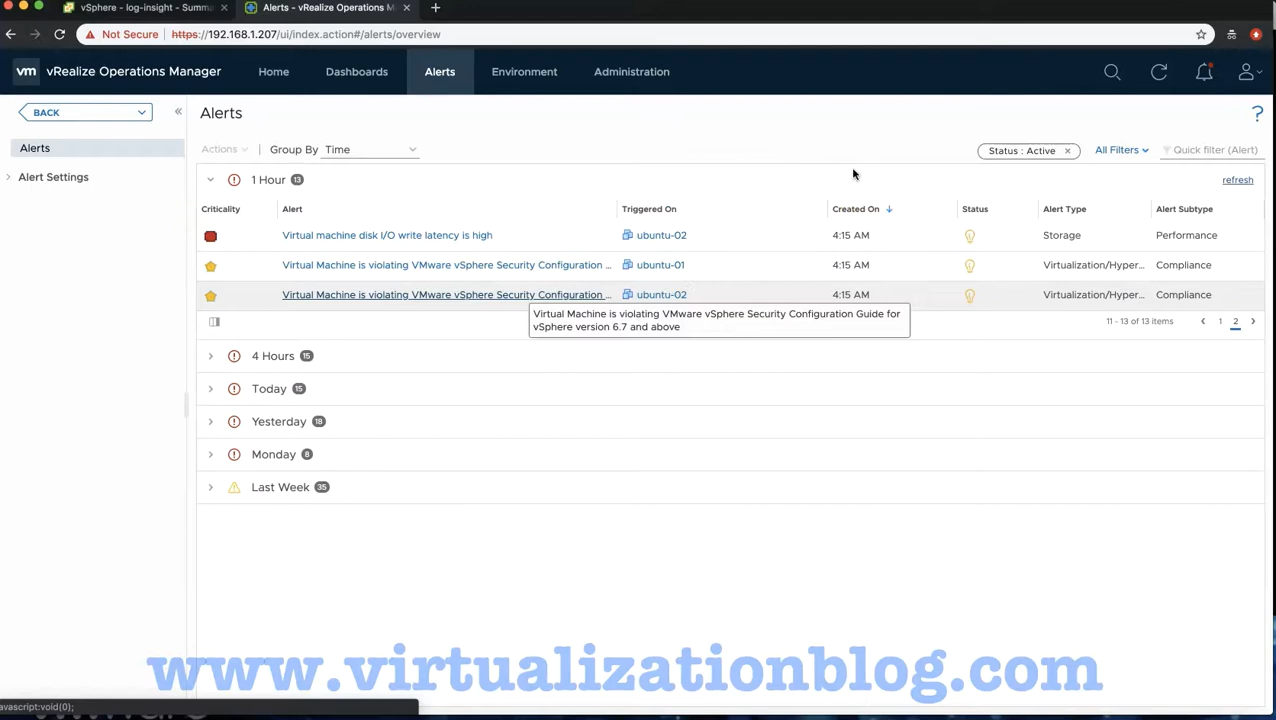 vSphere - log-insight - Summa
Alerts - vRealize Operations M
Not Secure https://192.168.1.207/ui/index.action#/alerts/overview
vm vRealize Operations Manager Home Dashboards Alerts Environment Administration
BACK
Alerts
Alerts
Alert Settings
Actions Group By Time Status : Active × All Filters Quick filter (Alert)
1 Hour 13 refresh
Criticality Alert Triggered On Created On Status Alert Type Alert Subtype
Virtual machine disk I/O write latency is high ubuntu-02 4:15 AM Storage Performance
Virtual Machine is violating VMware vSphere Security Configuration ... ubuntu-01 4:15 AM Virtualization/Hyper... Compliance
Virtual Machine is violating VMware vSphere Security Configuration ... ubuntu-02 4:15 AM Virtualization/Hyper... Compliance
Virtual Machine is violating VMware vSphere Security Configuration Guide for
vSphere version 6.7 and above
11 - 13 of 13 items 1 2
4 Hours 15
Today 15
Yesterday 18
Monday 8
Last Week 35
www.virtualizationblog.com
avascript:void(0);